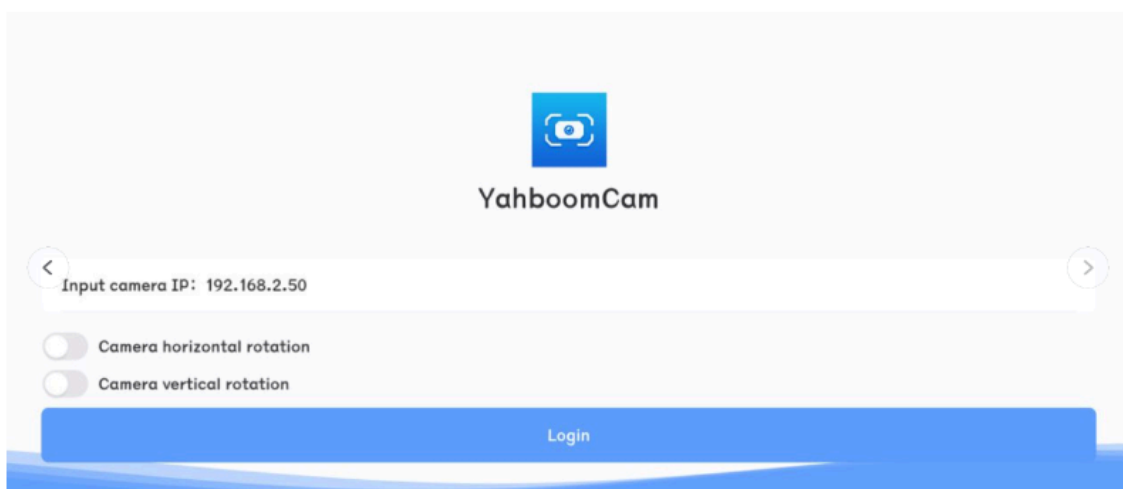 YahboomCam
Input camera IP: 192.168.2.50
Camera horizontal rotation
Camera vertical rotation
Login